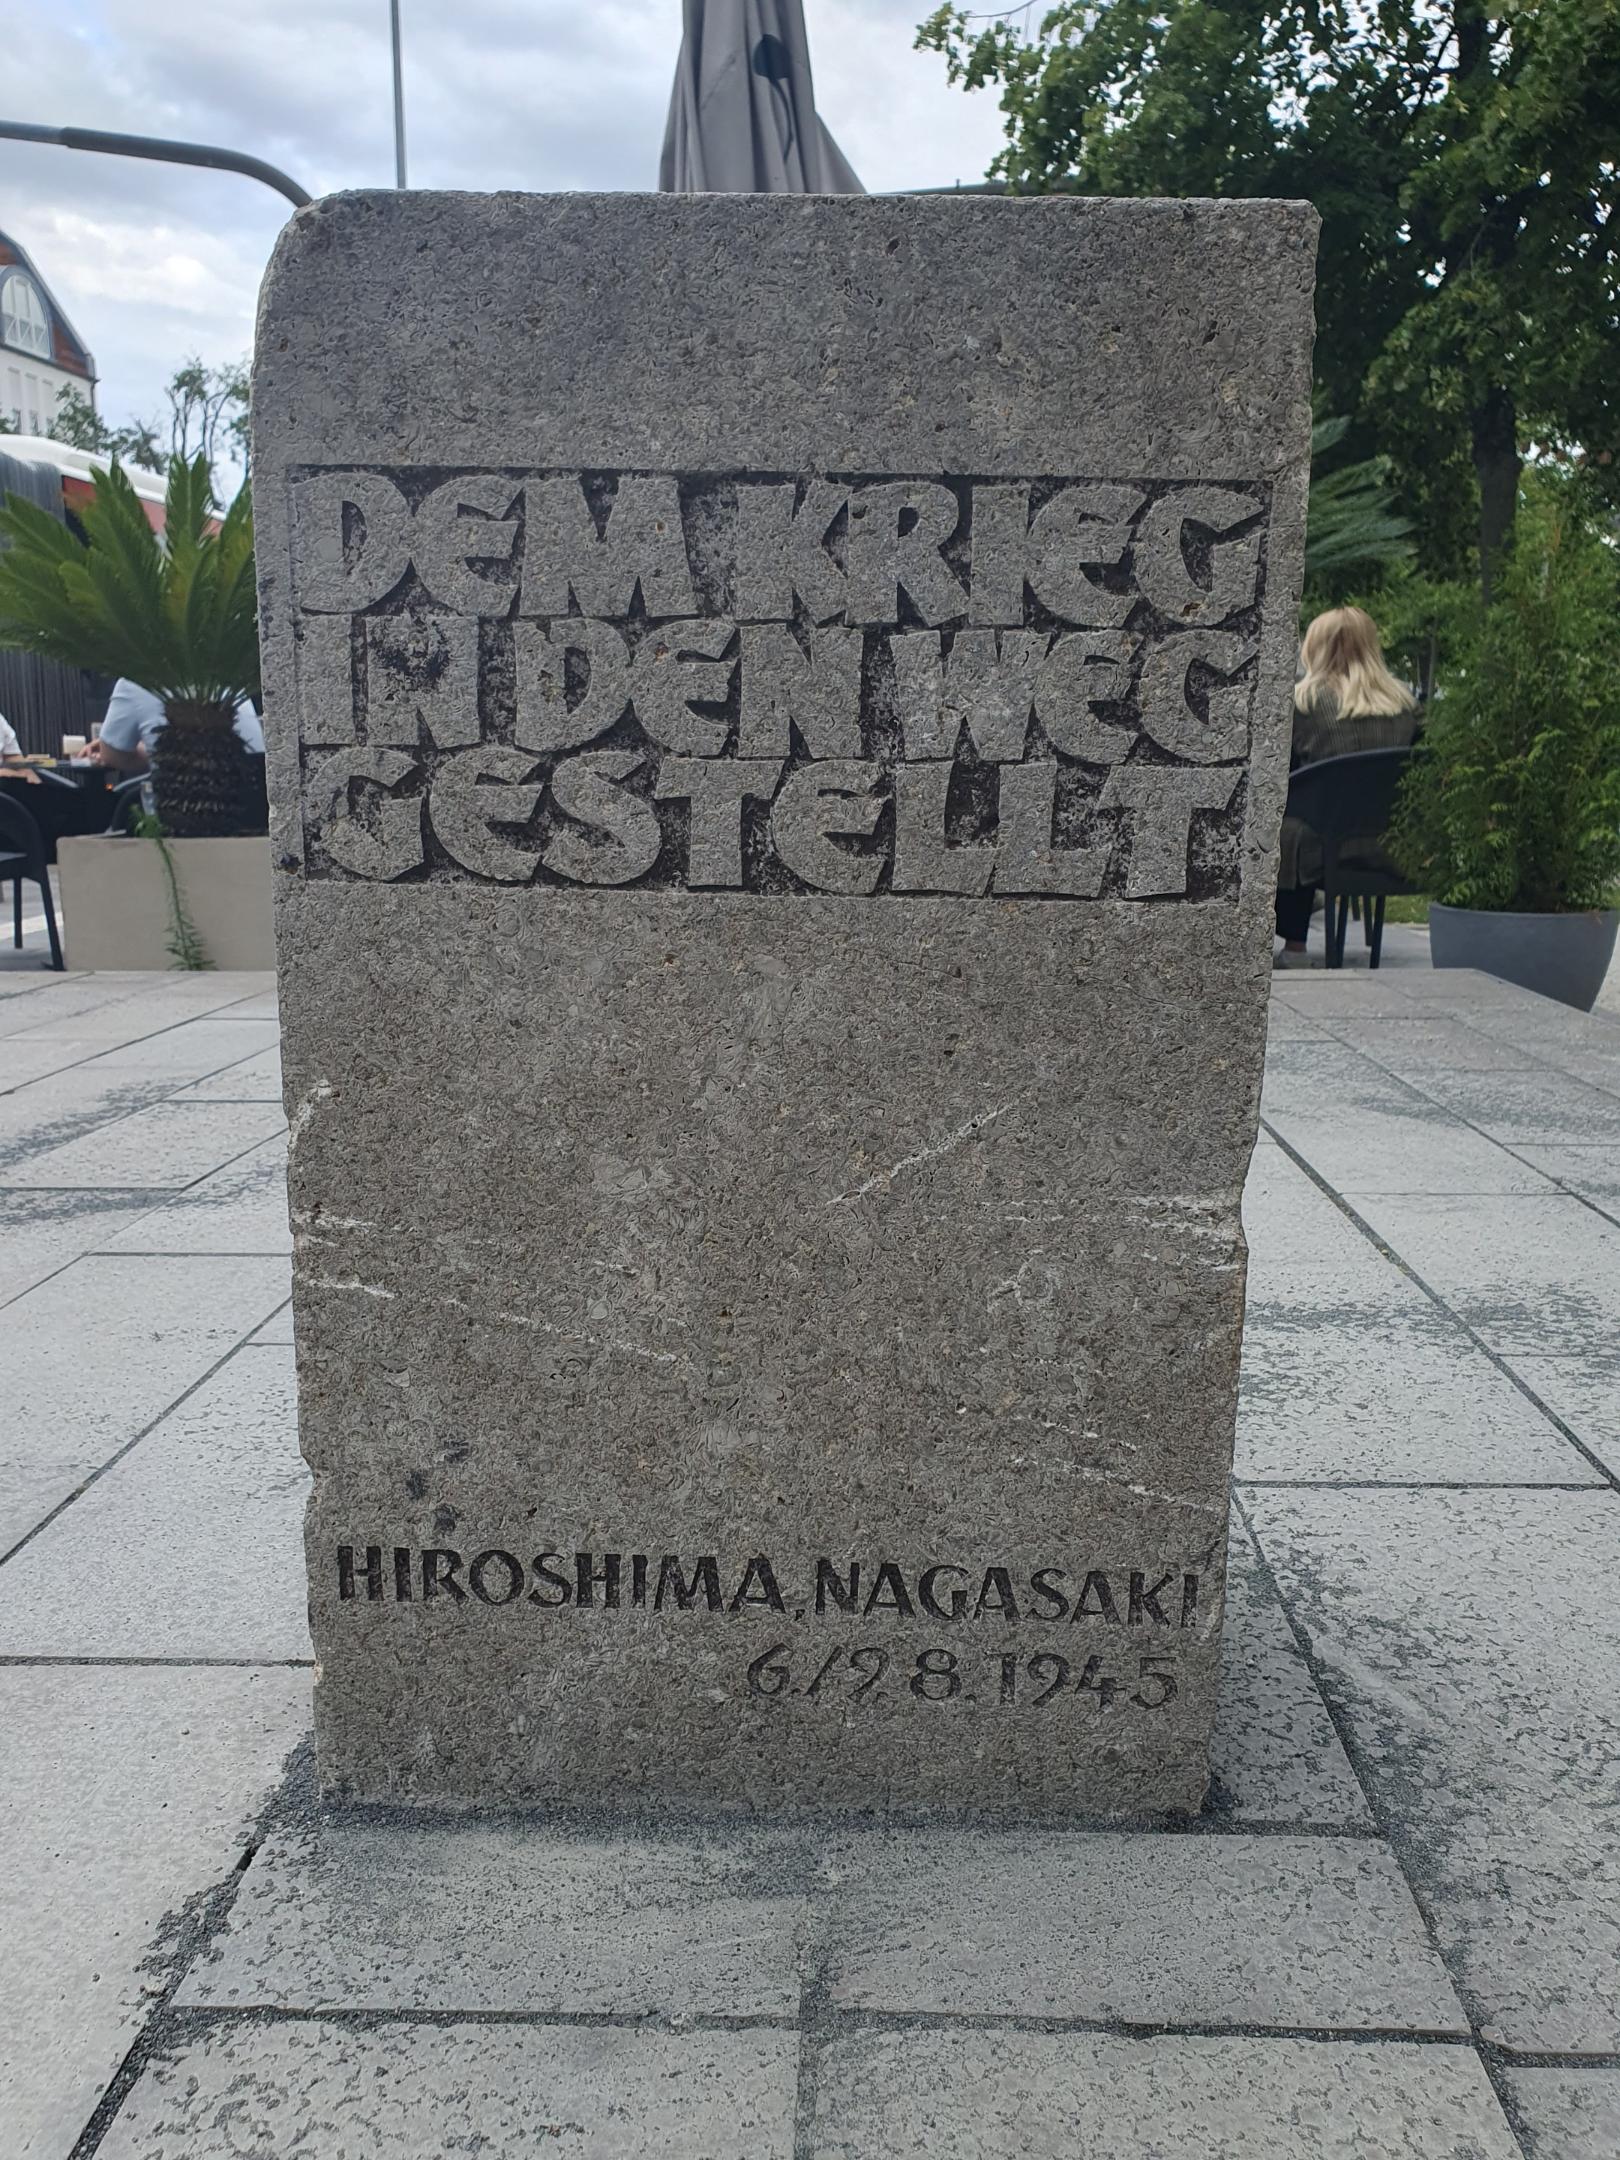 DEM KRIEG
IN DEN WEG
GESTELLT
HIROSHIMA, NAGASAKI
6./9.8.1945